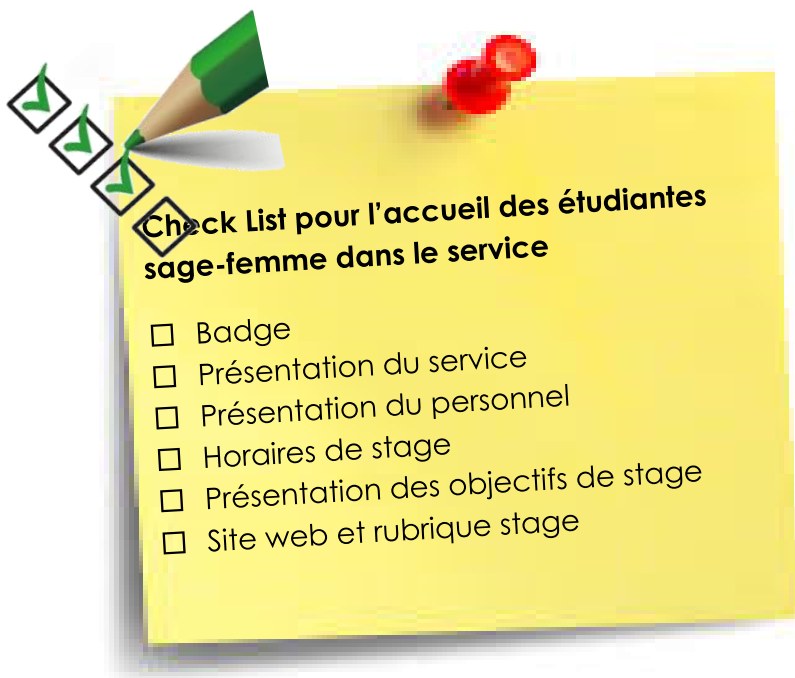 Check List pour l’accueil des étudiantes
sage-femme dans le service
☐ Badge
☐ Présentation du service
☐ Présentation du personnel
☐ Horaires de stage
☐ Présentation des objectifs de stage
☐ Site web et rubrique stage